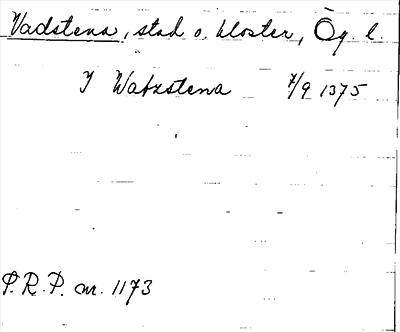 Vadstena, stad o. kloster, Ög. l.
I Watzstena 7/9 1375
P.R.P. nr. 1173